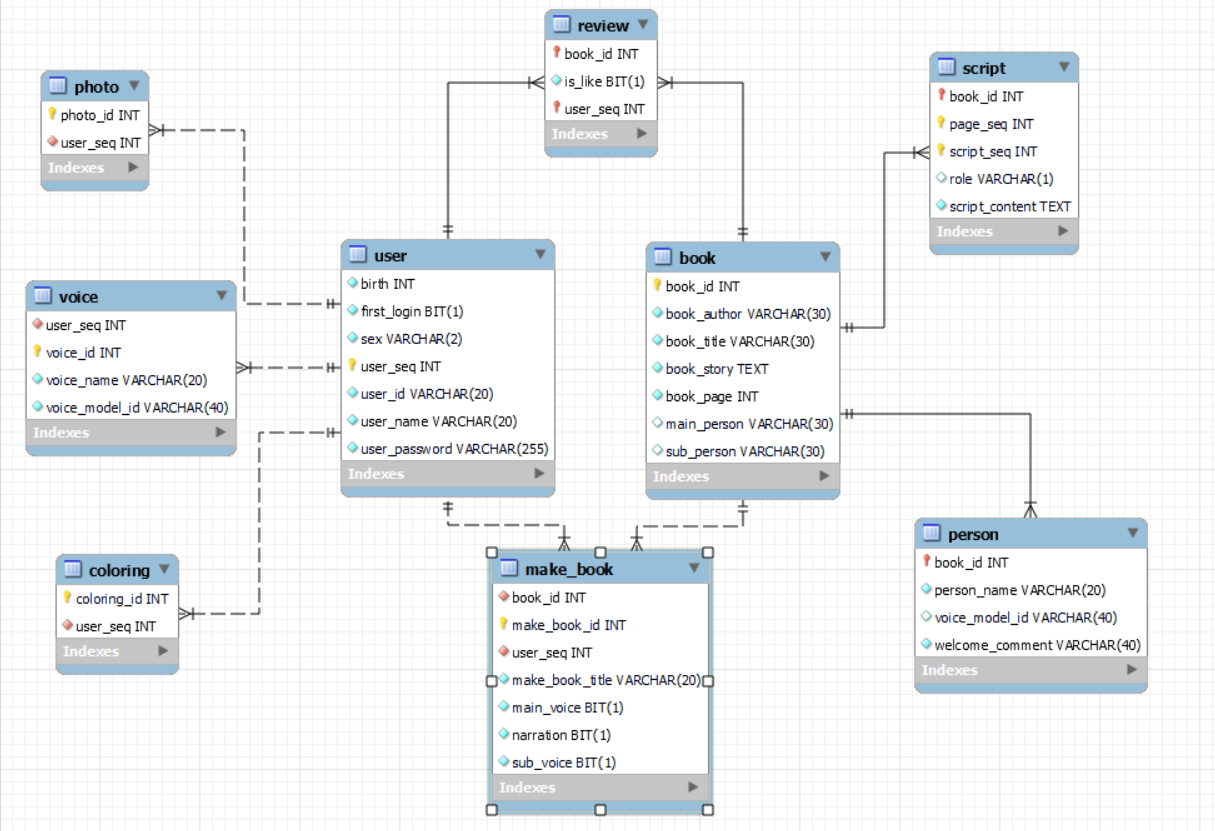 review
book_id INT
is_like BIT(1)
user_seq INT
Indexes
photo
photo_id INT
user_seq INT
Indexes
script
book_id INT
page_seq INT
script_seq INT
role VARCHAR(1)
script_content TEXT
Indexes
voice
user_seq INT
voice_id INT
voice_name VARCHAR(20)
voice_model_id VARCHAR(40)
Indexes
user
birth INT
first_login BIT(1)
sex VARCHAR(2)
user_seq INT
user_id VARCHAR(20)
user_name VARCHAR(20)
user_password VARCHAR(255)
Indexes
book
book_id INT
book_author VARCHAR(30)
book_title VARCHAR(30)
book_story TEXT
book_page INT
main_person VARCHAR(30)
sub_person VARCHAR(30)
Indexes
coloring
coloring_id INT
user_seq INT
Indexes
make_book
book_id INT
make_book_id INT
user_seq INT
make_book_title VARCHAR(20)
main_voice BIT(1)
narration BIT(1)
sub_voice BIT(1)
Indexes
person
book_id INT
person_name VARCHAR(20)
voice_model_id VARCHAR(40)
welcome_comment VARCHAR(40)
Indexes